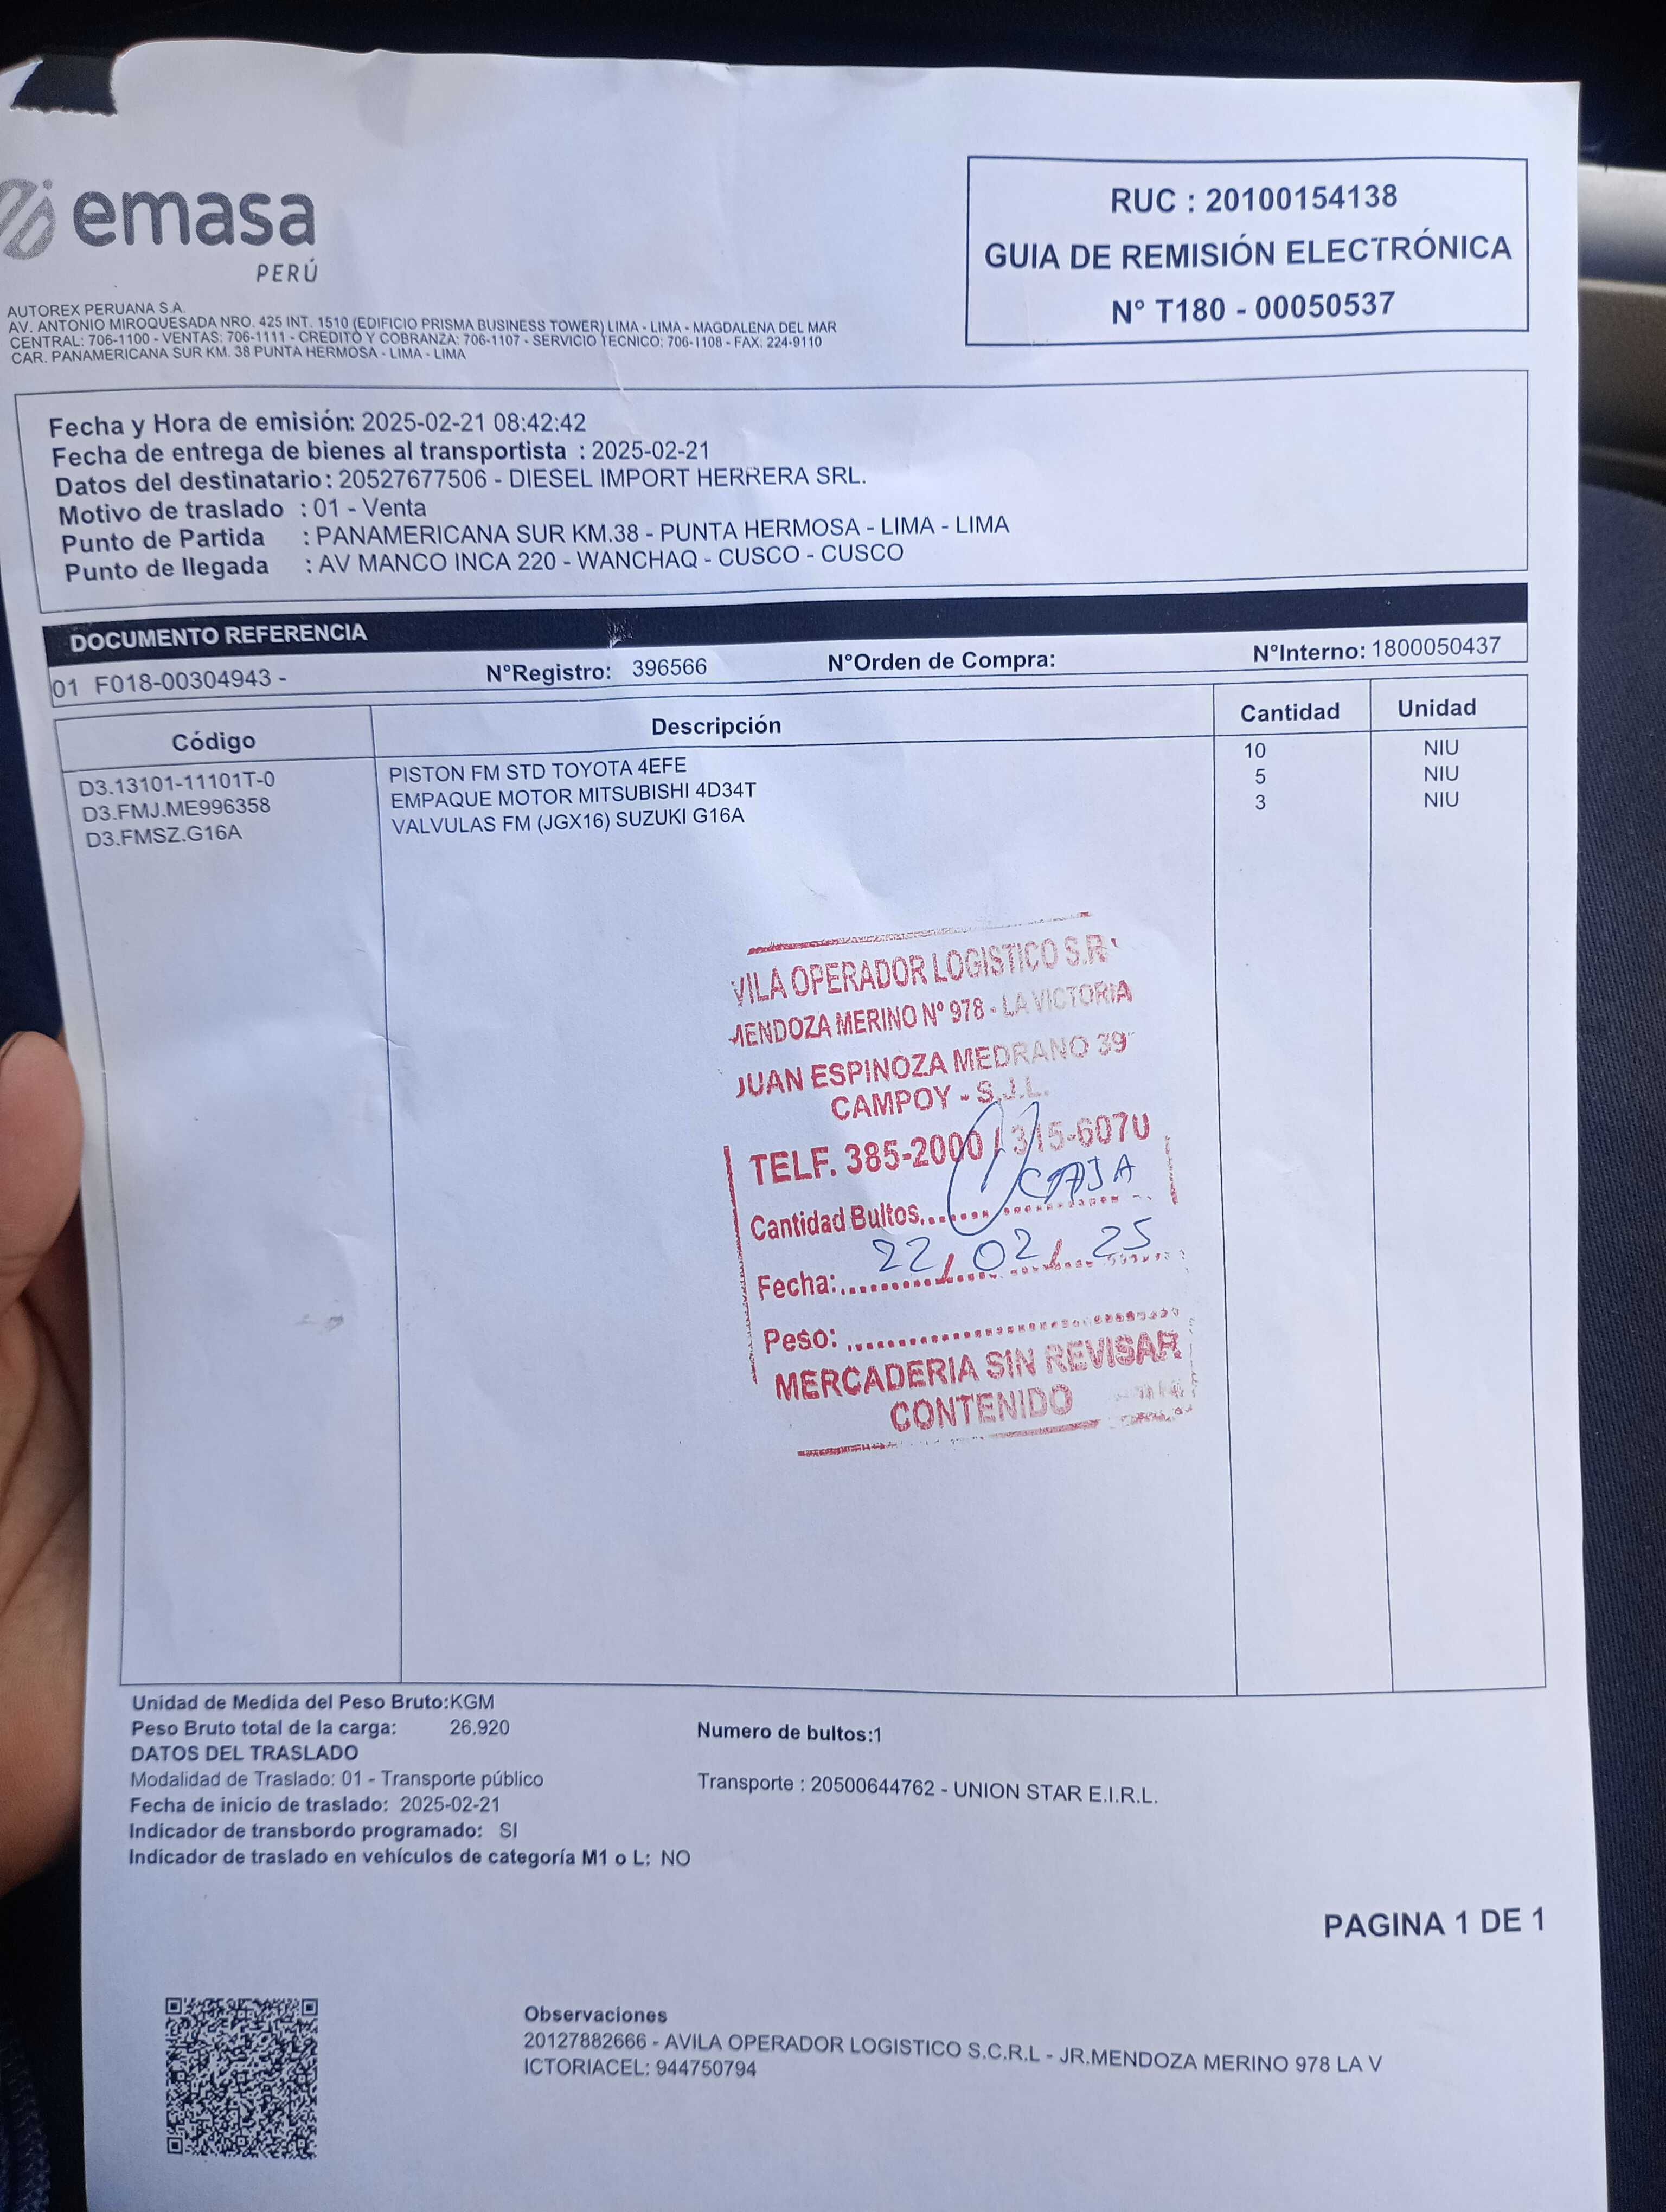 emasa
PERÚ
RUC : 20100154138
GUIA DE REMISIÓN ELECTRÓNICA
N° T180 - 00050537
AUTOREX PERUANA S.A.
AV. ANTONIO MIROQUESADA NRO. 425 INT. 1510 (EDIFICIO PRISMA BUSINESS TOWER) LIMA - LIMA - MAGDALENA DEL MAR
CENTRAL: 706-1100 - VENTAS: 706-1111 - CREDITO Y COBRANZA: 706-1107 - SERVICIO TECNICO: 706-1108 - FAX. 224-9110
CAR. PANAMERICANA SUR KM. 38 PUNTA HERMOSA - LIMA - LIMA
Fecha y Hora de emisión: 2025-02-21 08:42:42
Fecha de entrega de bienes al transportista : 2025-02-21
Datos del destinatario : 20527677506 - DIESEL IMPORT HERRERA SRL.
Motivo de traslado : 01 - Venta
Punto de Partida : PANAMERICANA SUR KM.38 - PUNTA HERMOSA - LIMA - LIMA
Punto de llegada : AV MANCO INCA 220 - WANCHAQ - CUSCO - CUSCO
DOCUMENTO REFERENCIA
01 F018-00304943 - N°Registro: 396566 N°Orden de Compra: N°Interno: 1800050437
Código Descripción Cantidad Unidad
D3.13101-11101T-0 PISTON FM STD TOYOTA 4EFE 10 NIU
D3.FMJ.ME996358 EMPAQUE MOTOR MITSUBISHI 4D34T 5 NIU
D3.FMSZ.G16A VALVULAS FM (JGX16) SUZUKI G16A 3 NIU
VILA OPERADOR LOGISTICO S.R
MENDOZA MERINO Nº 978 - LA VICTORIA
JUAN ESPINOZA MEDRANO 39
CAMPOY - S.J.L.
TELF. 385-2000 / 315-6070
Cantidad Bultos 1 CAJA
Fecha: 22 / 02 / 25
Peso:
MERCADERIA SIN REVISAR
CONTENIDO
Unidad de Medida del Peso Bruto:KGM
Peso Bruto total de la carga: 26.920 Numero de bultos:1
DATOS DEL TRASLADO
Modalidad de Traslado: 01 - Transporte público Transporte : 20500644762 - UNION STAR E.I.R.L.
Fecha de inicio de traslado: 2025-02-21
Indicador de transbordo programado: SI
Indicador de traslado en vehículos de categoría M1 o L: NO
PAGINA 1 DE 1
Observaciones
20127882666 - AVILA OPERADOR LOGISTICO S.C.R.L - JR.MENDOZA MERINO 978 LA V
ICTORIACEL: 944750794